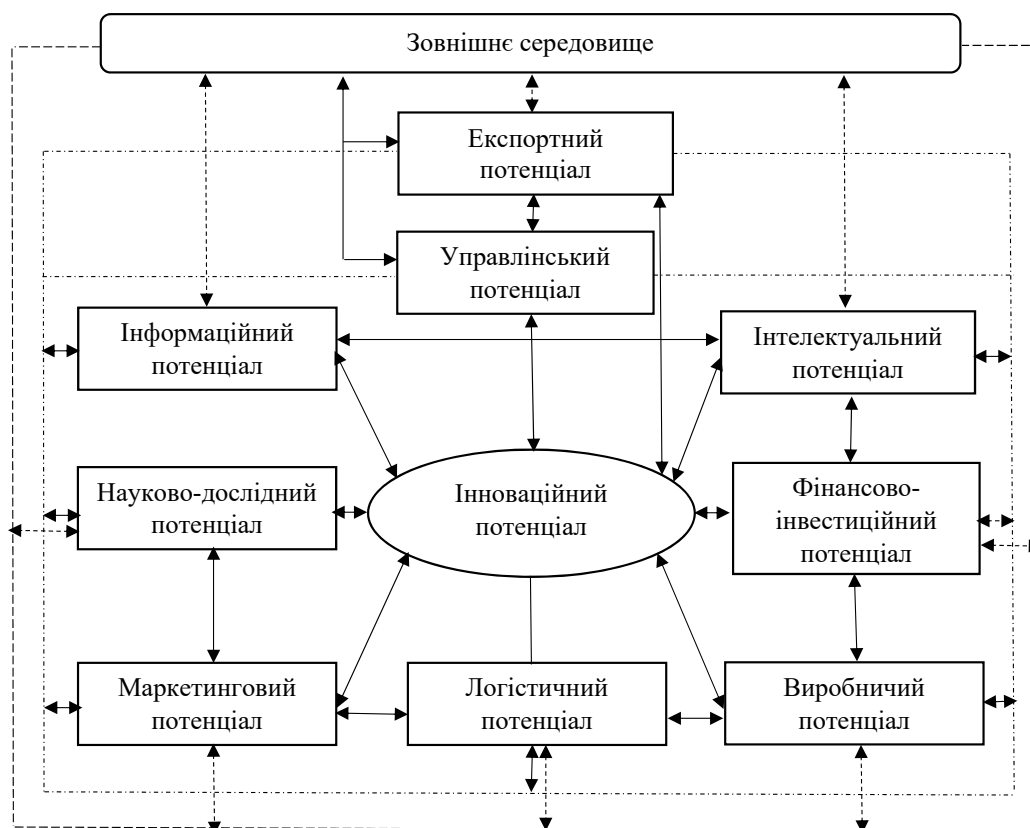 Зовнішнє середовище
Експортний
потенціал
Управлінський
потенціал
Інформаційний
потенціал
Інтелектуальний
потенціал
Науково-дослідний
потенціал
Інноваційний
потенціал
Фінансово-
інвестиційний
потенціал
Маркетинговий
потенціал
Логістичний
потенціал
Виробничий
потенціал